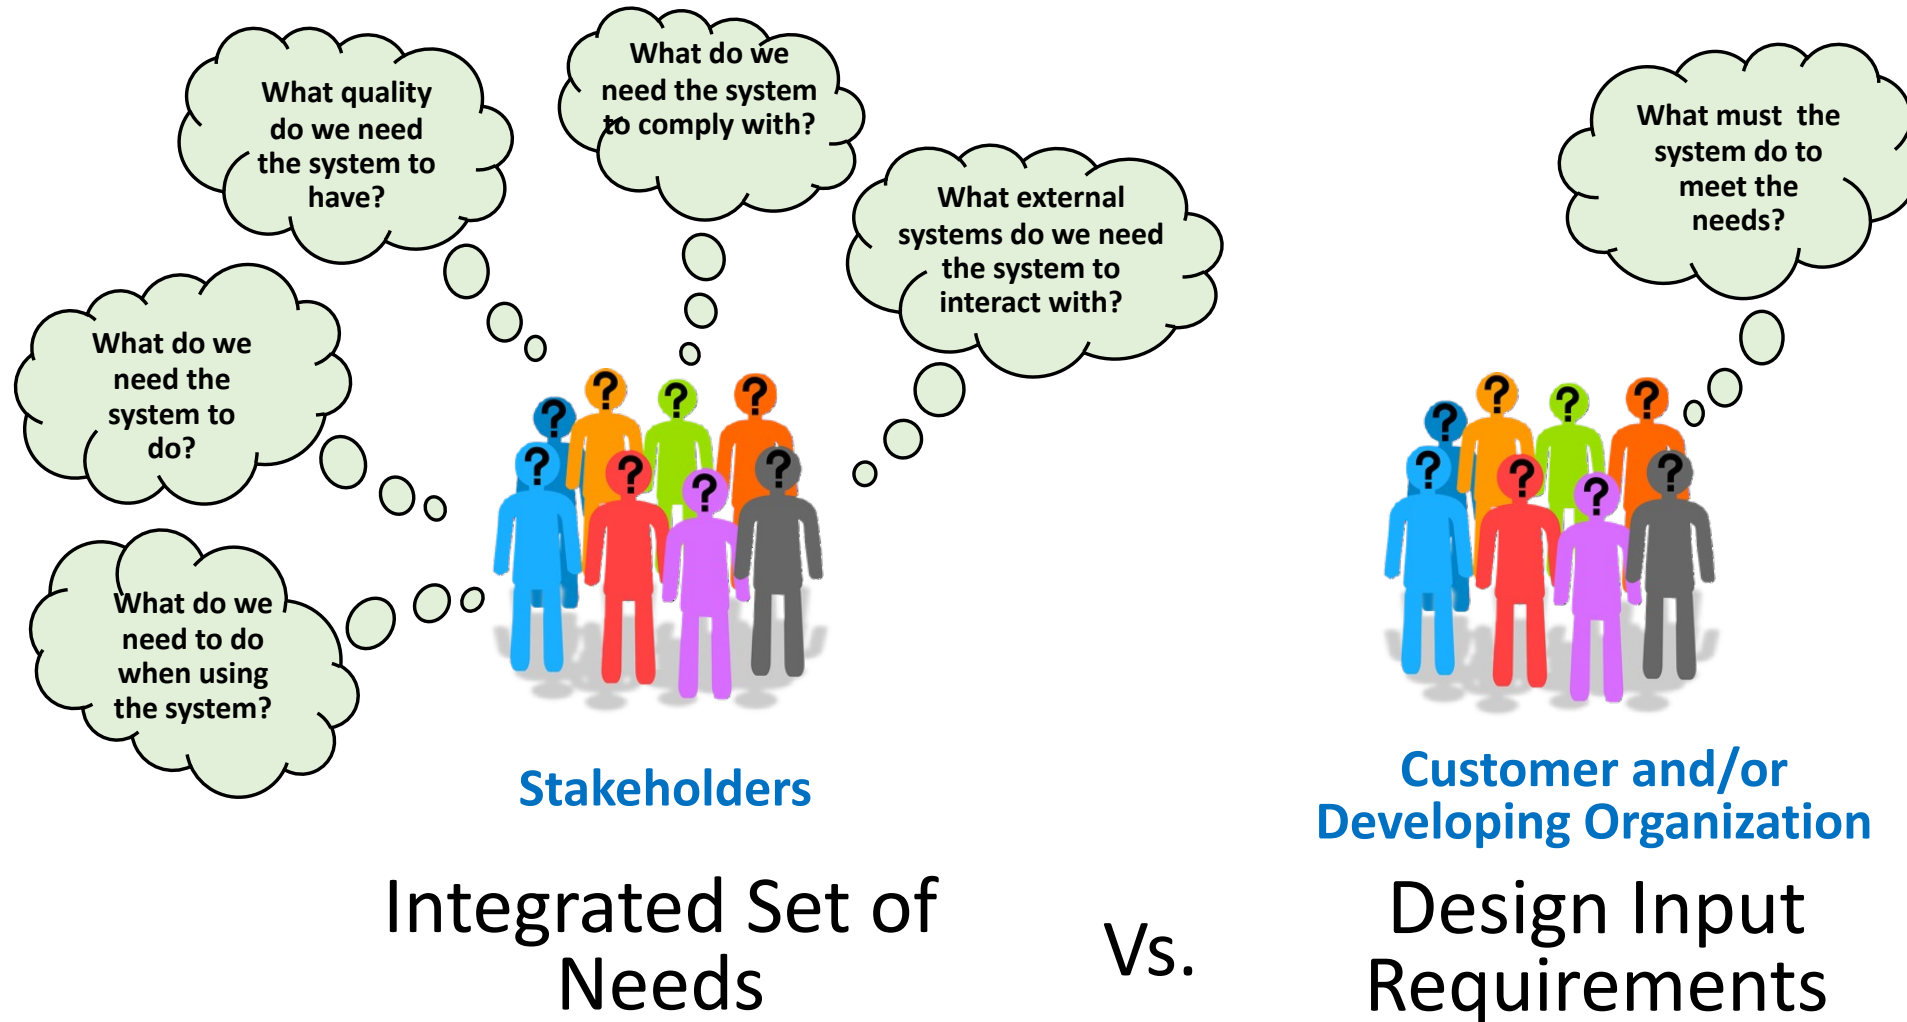 What quality
do we need
the system to
have?
What do we
need the system
to comply with?
What external
systems do we need
the system to
interact with?
What do we
need the
system to
do?
What do we
need to do
when using
the system?
? ? ? ?
? ? ? ?
Stakeholders
Integrated Set of
Needs
Vs.
What must  the
system do to
meet the
needs?
? ? ? ?
? ? ? ?
Customer and/or
Developing Organization
Design Input
Requirements